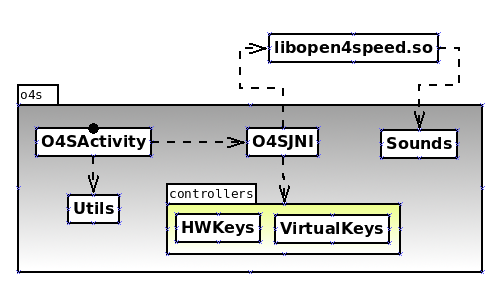 libopen4speed.so
o4s
O4SActivity
O4SJNI
Sounds
Utils
controllers
HWKeys
VirtualKeys